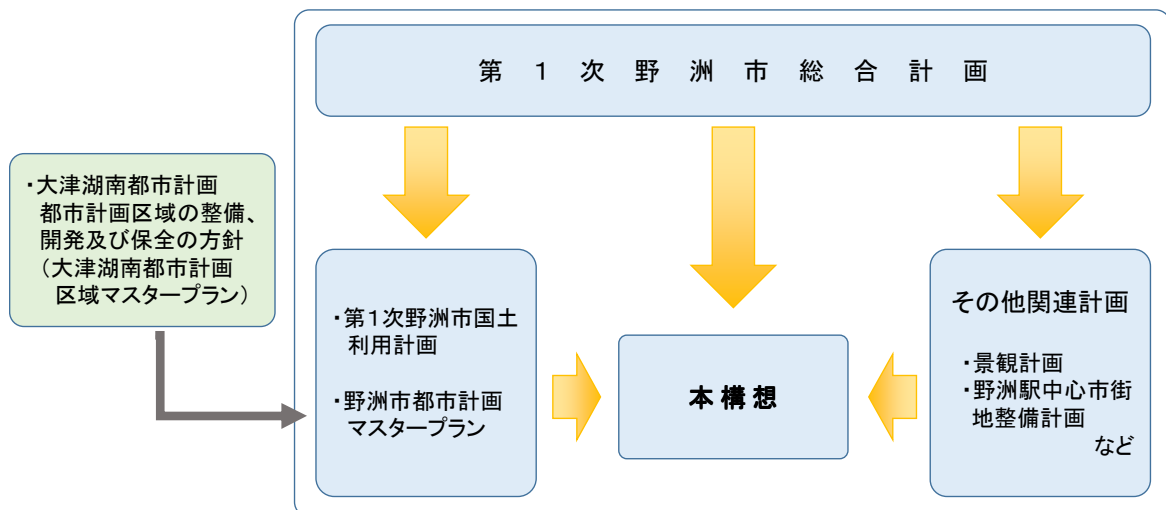 第１次野洲市総合計画
・大津湖南都市計画
都市計画区域の整備、
開発及び保全の方針
（大津湖南都市計画
区域マスタープラン）
・第１次野洲市国土
利用計画
・野洲市都市計画
マスタープラン
本構想
その他関連計画
・景観計画
・野洲駅中心市街
地整備計画
など